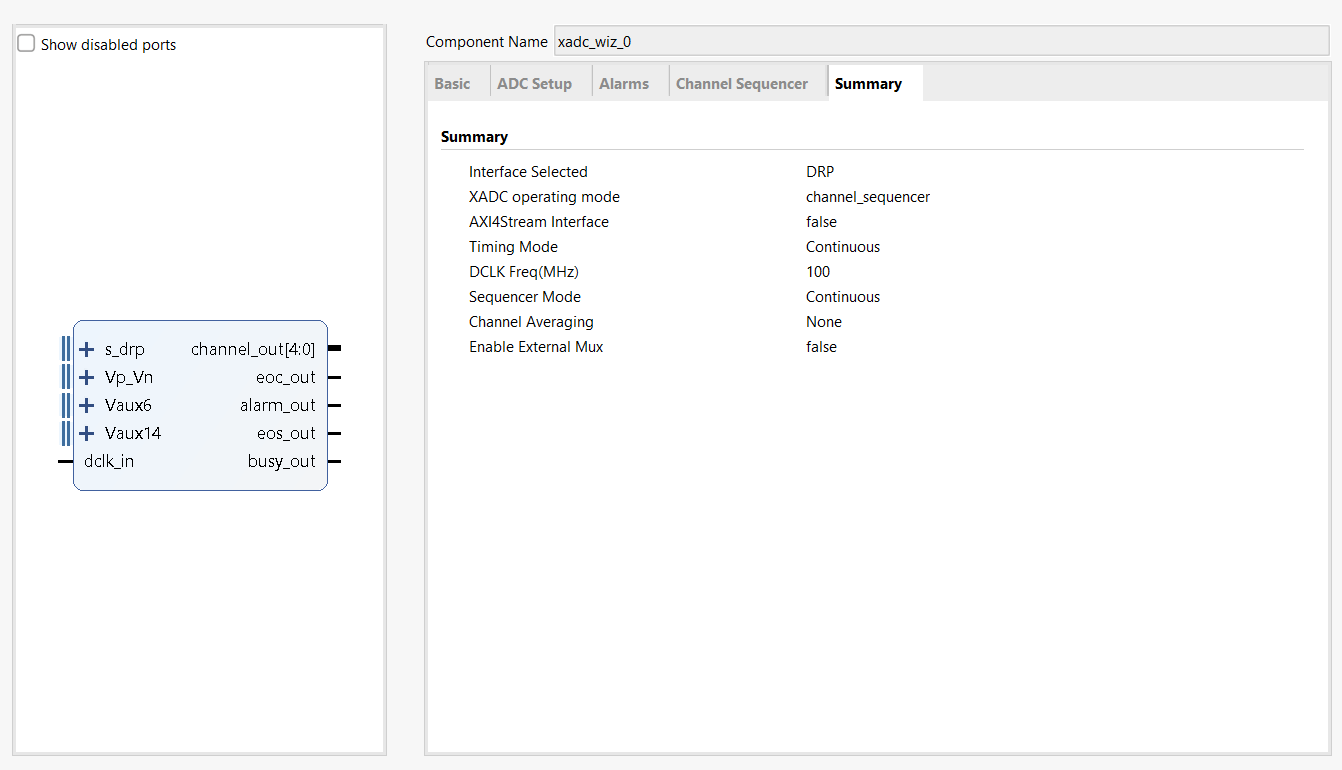 Show disabled ports
s_drp channel_out[4:0]
Vp_Vn eoc_out
Vaux6 alarm_out
Vaux14 eos_out
dclk_in busy_out
Component Name xadc_wiz_0
Basic ADC Setup Alarms Channel Sequencer Summary
Summary
Interface Selected DRP
XADC operating mode channel_sequencer
AXI4Stream Interface false
Timing Mode Continuous
DCLK Freq(MHz) 100
Sequencer Mode Continuous
Channel Averaging None
Enable External Mux false